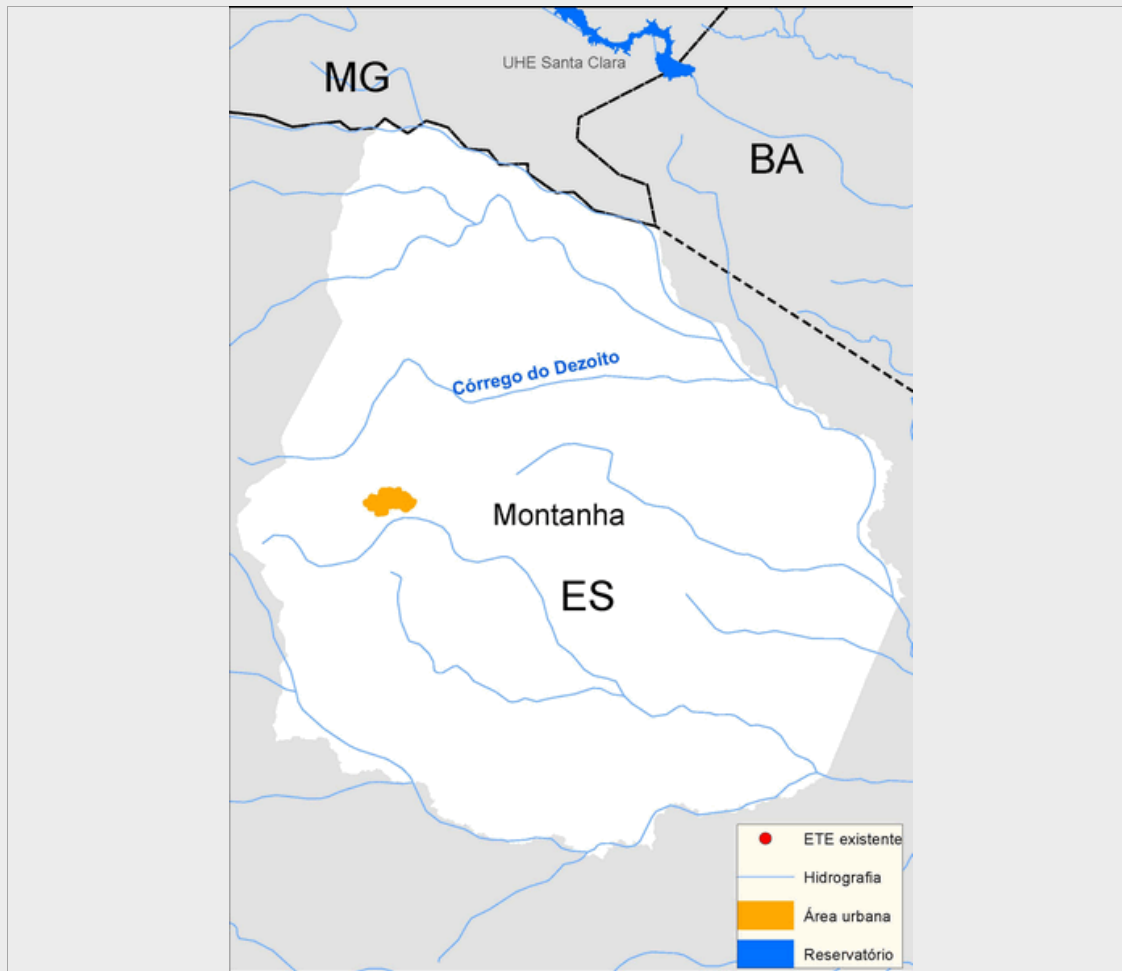 UHE Santa Clara
MG
BA
Córrego do Dezoito
Montanha
ES
ETE existente
Hidrografia
Área urbana
Reservatório